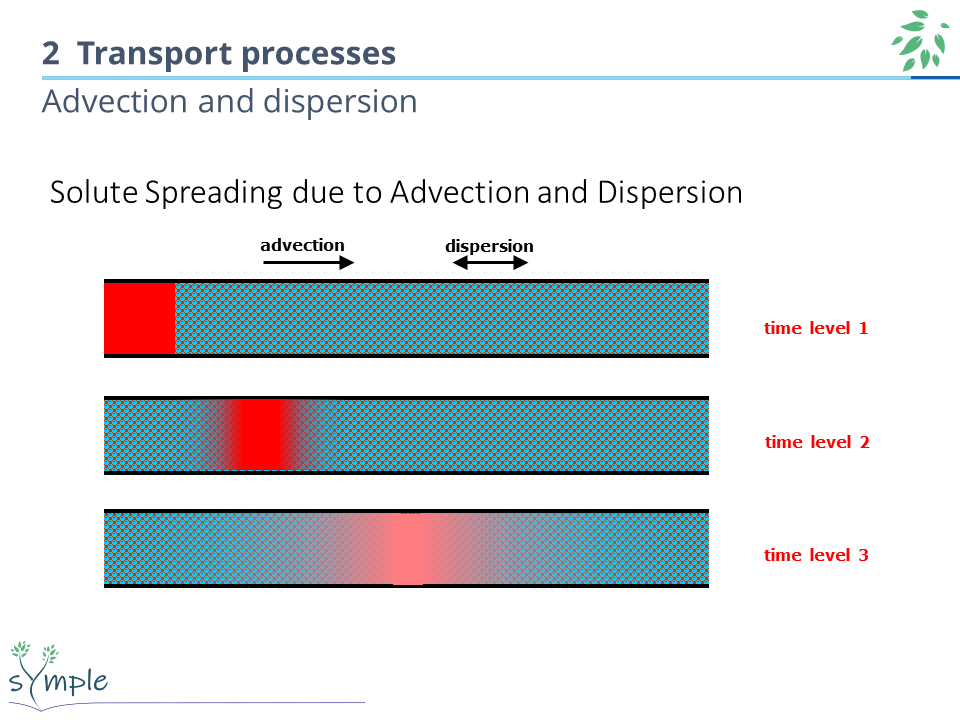 2 Transport processes
Advection and dispersion
Solute Spreading due to Advection and Dispersion
advection
dispersion
time level 1
time level 2
time level 3
sYmple